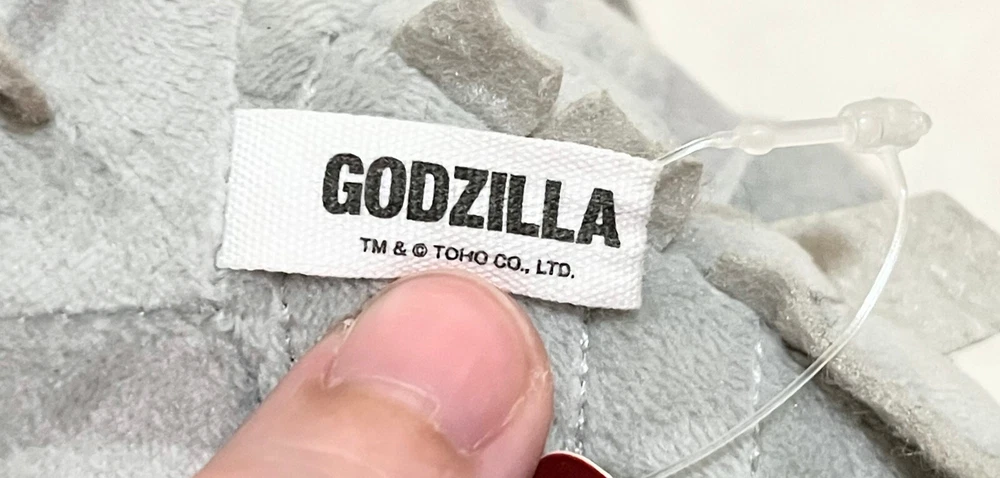 GODZILLA
TM & © TOHO CO., LTD.